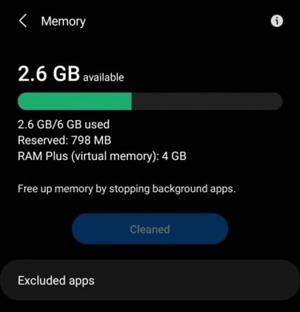 Memory
2.6 GB available
2.6 GB/6 GB used
Reserved: 798 MB
RAM Plus (virtual memory): 4 GB
Free up memory by stopping background apps.
Cleaned
Excluded apps